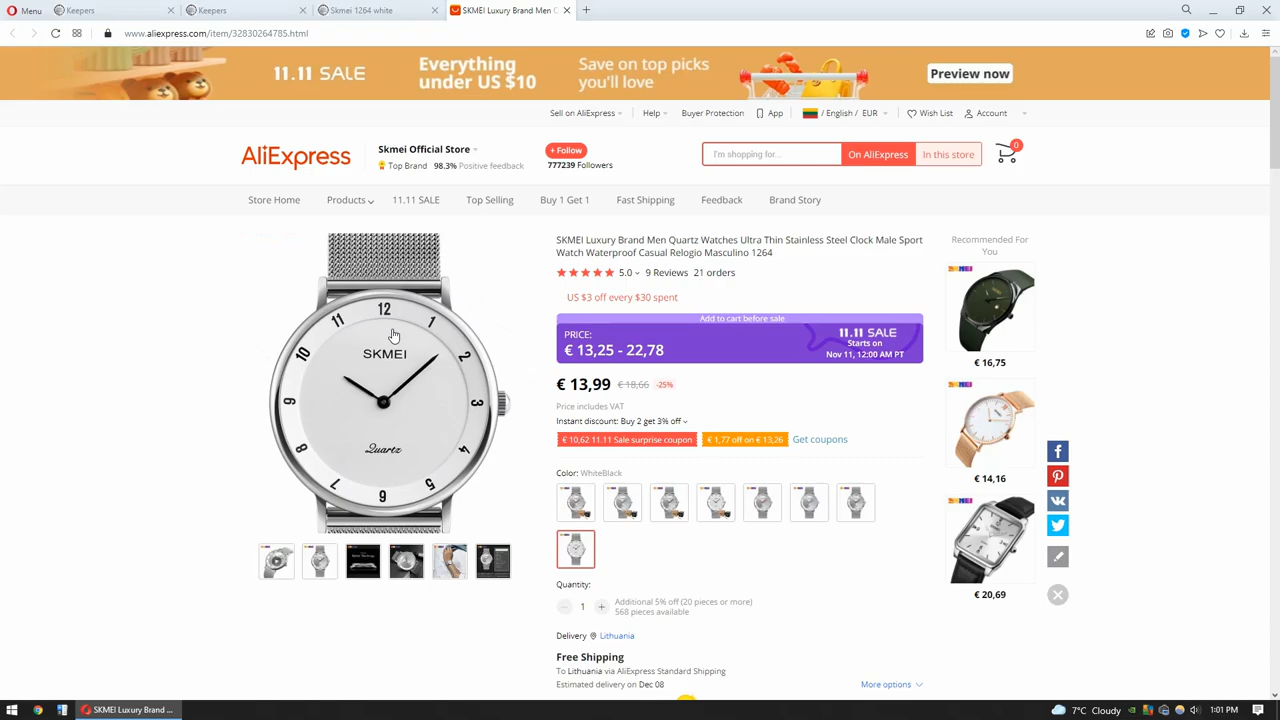 Menu
Keepers
Keepers
Skmei 1264 white
SKMEI Luxury Brand Men
www.aliexpress.com/item/32830264785.html
11.11 SALE
Everything
under US $10
Save on top picks
you'll love
Preview now
Sell on AliExpress
Help
Buyer Protection
App
/ English / EUR
Wish List
Account
AliExpress
Skmei Official Store
Top Brand 98.3% Positive feedback
+ Follow
777239 Followers
I'm shopping for...
On AliExpress
In this store
0
Store Home
Products
11.11 SALE
Top Selling
Buy 1 Get 1
Fast Shipping
Feedback
Brand Story
12
1
2
3
4
5
6
7
8
9
10
11
SKMEI
Quartz
SKMEI Luxury Brand Men Quartz Watches Ultra Thin Stainless Steel Clock Male Sport
Watch Waterproof Casual Relogio Masculino 1264
5.0 9 Reviews 21 orders
US $3 off every $30 spent
Add to cart before sale
PRICE:
€ 13,25 - 22,78
11.11 SALE
Starts on
Nov 11, 12:00 AM PT
€ 13,99 € 18,66 -25%
Price includes VAT
Instant discount: Buy 2 get 3% off
€ 10,62 11.11 Sale surprise coupon
€ 1,77 off on € 13,26
Get coupons
Color: WhiteBlack
Quantity:
1
Additional 5% off (20 pieces or more)
568 pieces available
Delivery Lithuania
Free Shipping
To Lithuania via AliExpress Standard Shipping
Estimated delivery on Dec 08
More options
Recommended For
You
€ 16,75
€ 14,16
€ 20,69
SKMEI Luxury Brand ...
7°C Cloudy
1:01 PM